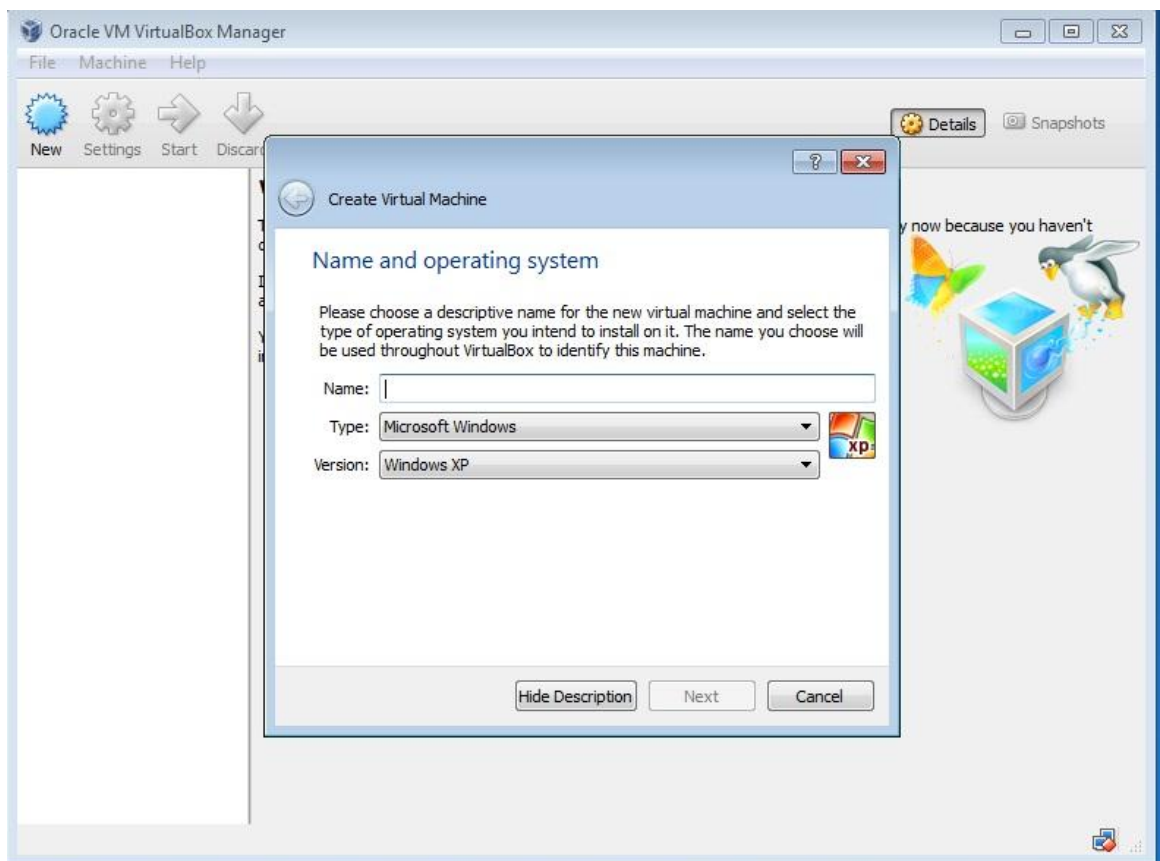 Oracle VM VirtualBox Manager
File Machine Help
New Settings Start Discar
Details Snapshots
Create Virtual Machine
y now because you haven't
Name and operating system
Please choose a descriptive name for the new virtual machine and select the
type of operating system you intend to install on it. The name you choose will
be used throughout VirtualBox to identify this machine.
Name:
Type: Microsoft Windows
xp
Version: Windows XP
Hide Description Next Cancel